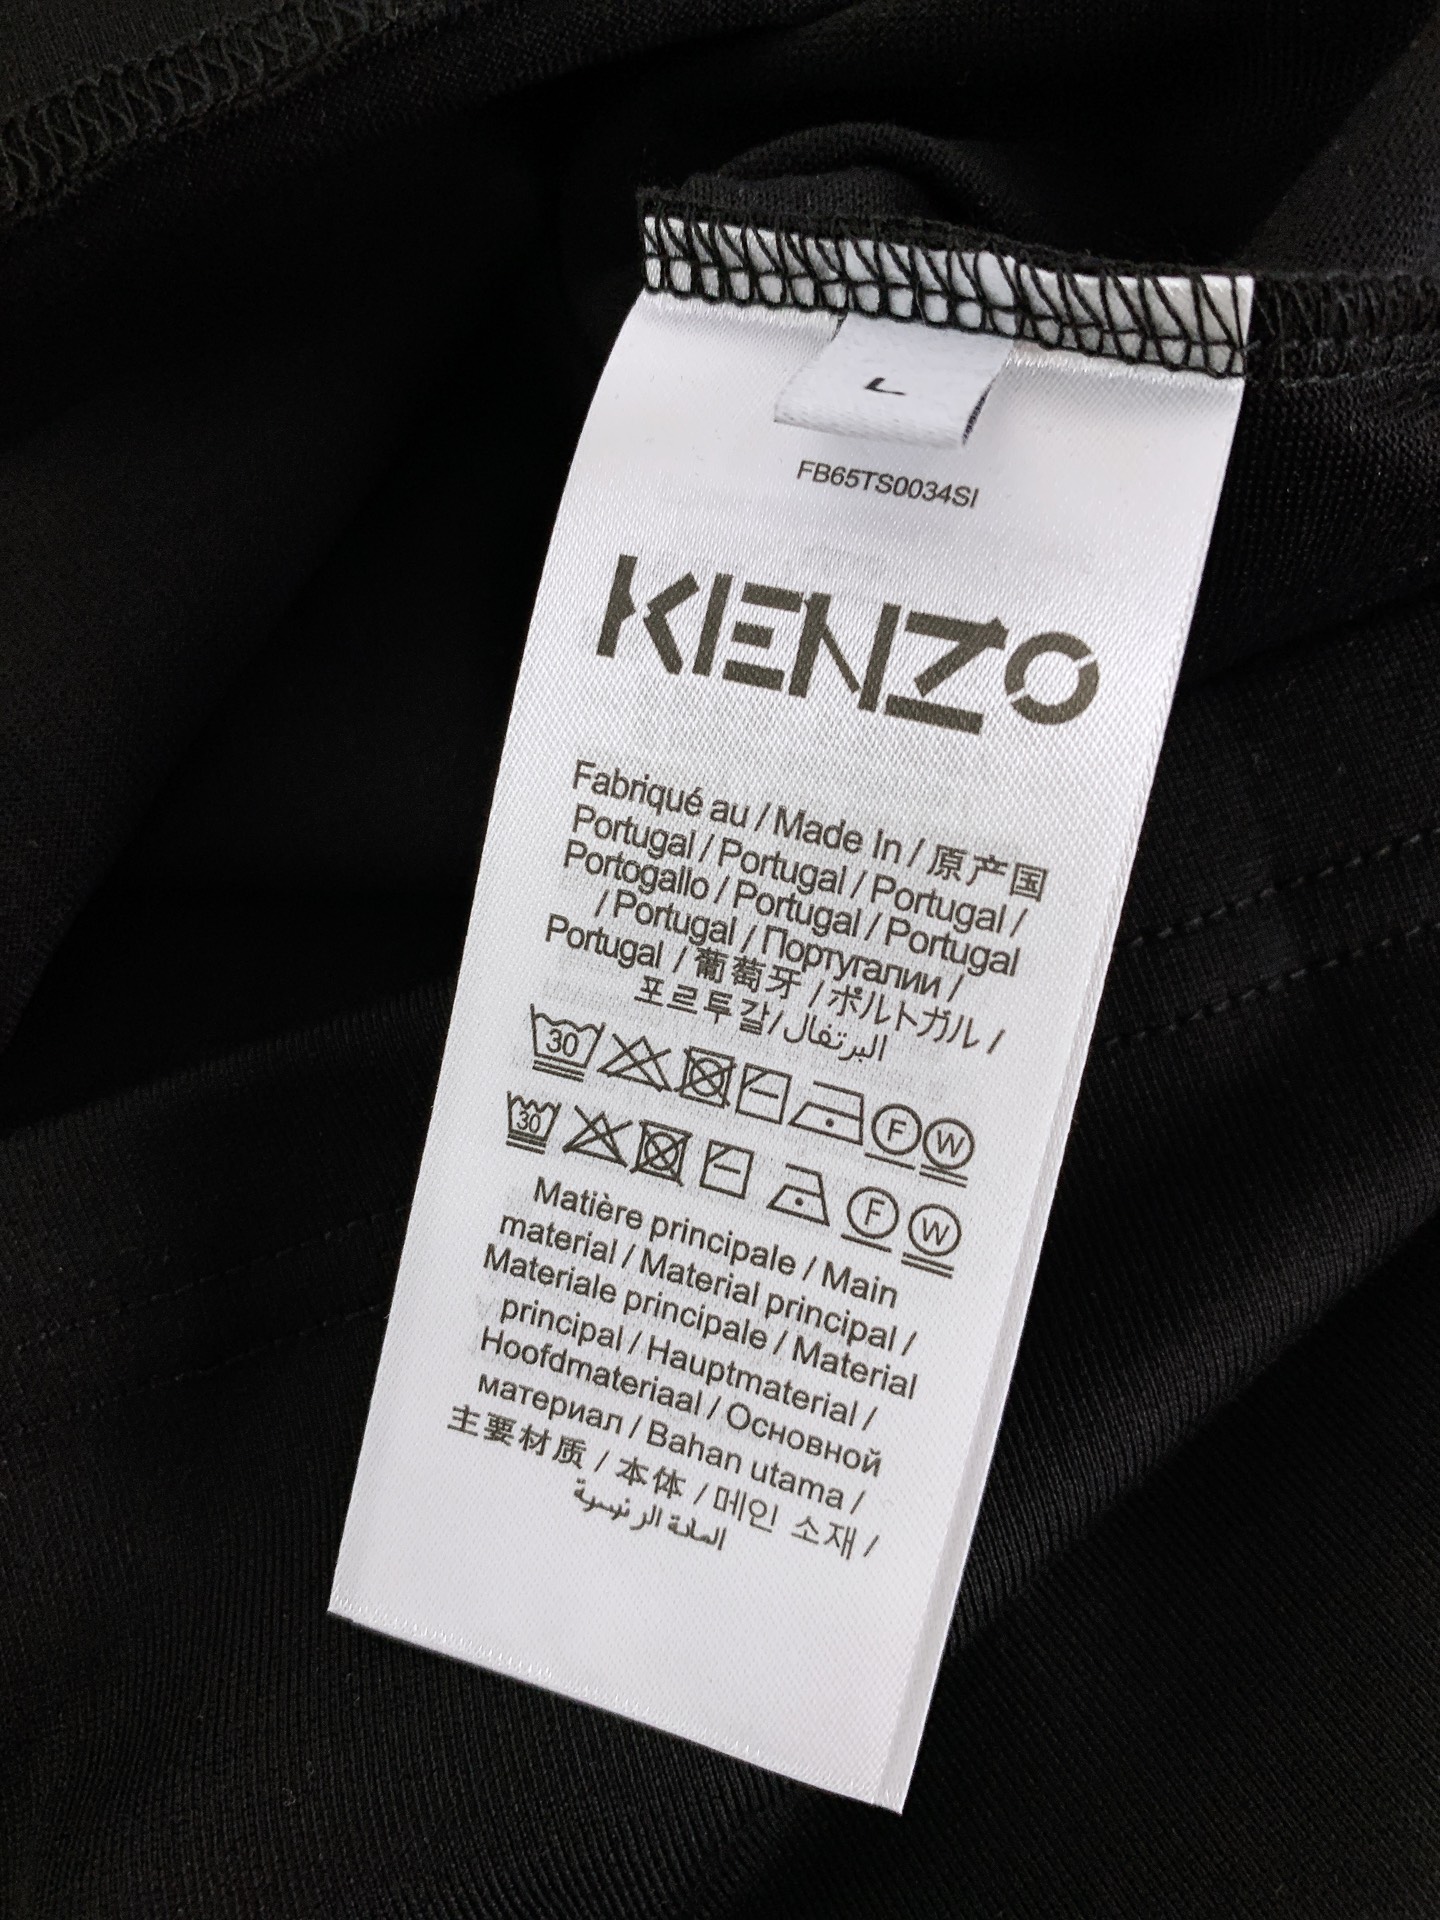 L
FB65TS0034SI
KENZO
Fabriqué au / Made In / 原产国
Portugal / Portugal / Portugal /
Portogallo / Portugal / Portugal
/ Portugal / Португалии /
Portugal / 葡萄牙 / ポルトガル /
포르투갈/البرتغال
30 F W
30 F W
Matière principale / Main
material / Material principal /
Materiale principale / Material
principal / Hauptmaterial /
Hoofdmateriaal / Основной
материал / Bahan utama /
主要材质 / 本体 / 메인 소재 /
المادة الرئيسية